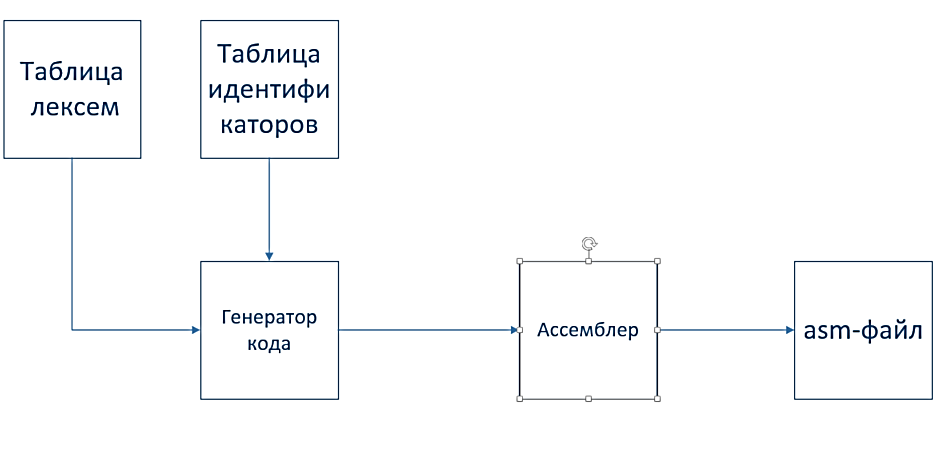 Таблица
лексем
Таблица
идентифи
каторов
Генератор
кода
Ассемблер
asm-файл